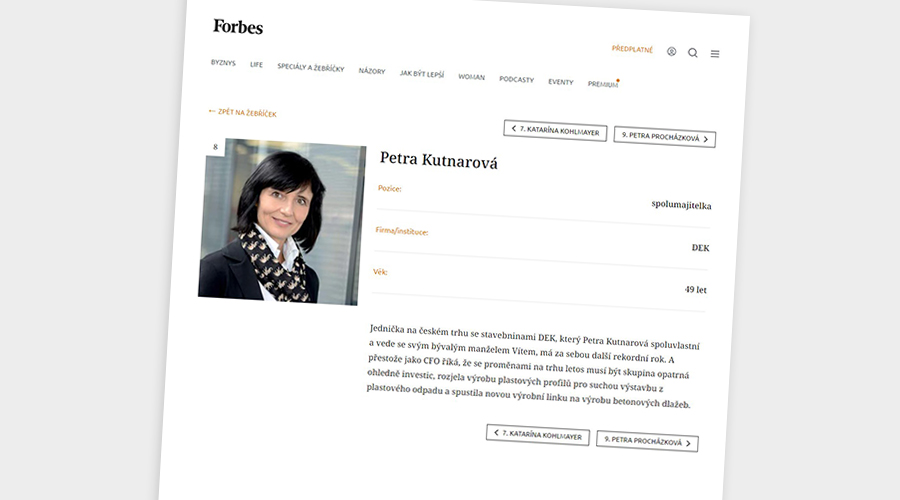 Forbes
PŘEDPLATNÉ
BYZNYS LIFE SPECIÁLY A ŽEBŘÍČKY NÁZORY JAK BÝT LEPŠÍ WOMAN PODCASTY EVENTY PREMIUM
← ZPĚT NA ŽEBŘÍČEK
7. KATARÍNA KOHLMAYER 9. PETRA PROCHÁZKOVÁ
8
Petra Kutnarová
Pozice: spolumajitelka
Firma/instituce: DEK
Věk: 49 let
Jednička na českém trhu se stavebninami DEK, který Petra Kutnarová spoluvlastní
a vede se svým bývalým manželem Vítem, má za sebou další rekordní rok. A
přestože jako CFO říká, že se proměnami na trhu letos musí být skupina opatrná
ohledně investic, rozjela výrobu plastových profilů pro suchou výstavbu z
plastového odpadu a spustila novou výrobní linku na výrobu betonových dlažeb.
7. KATARÍNA KOHLMAYER 9. PETRA PROCHÁZKOVÁ